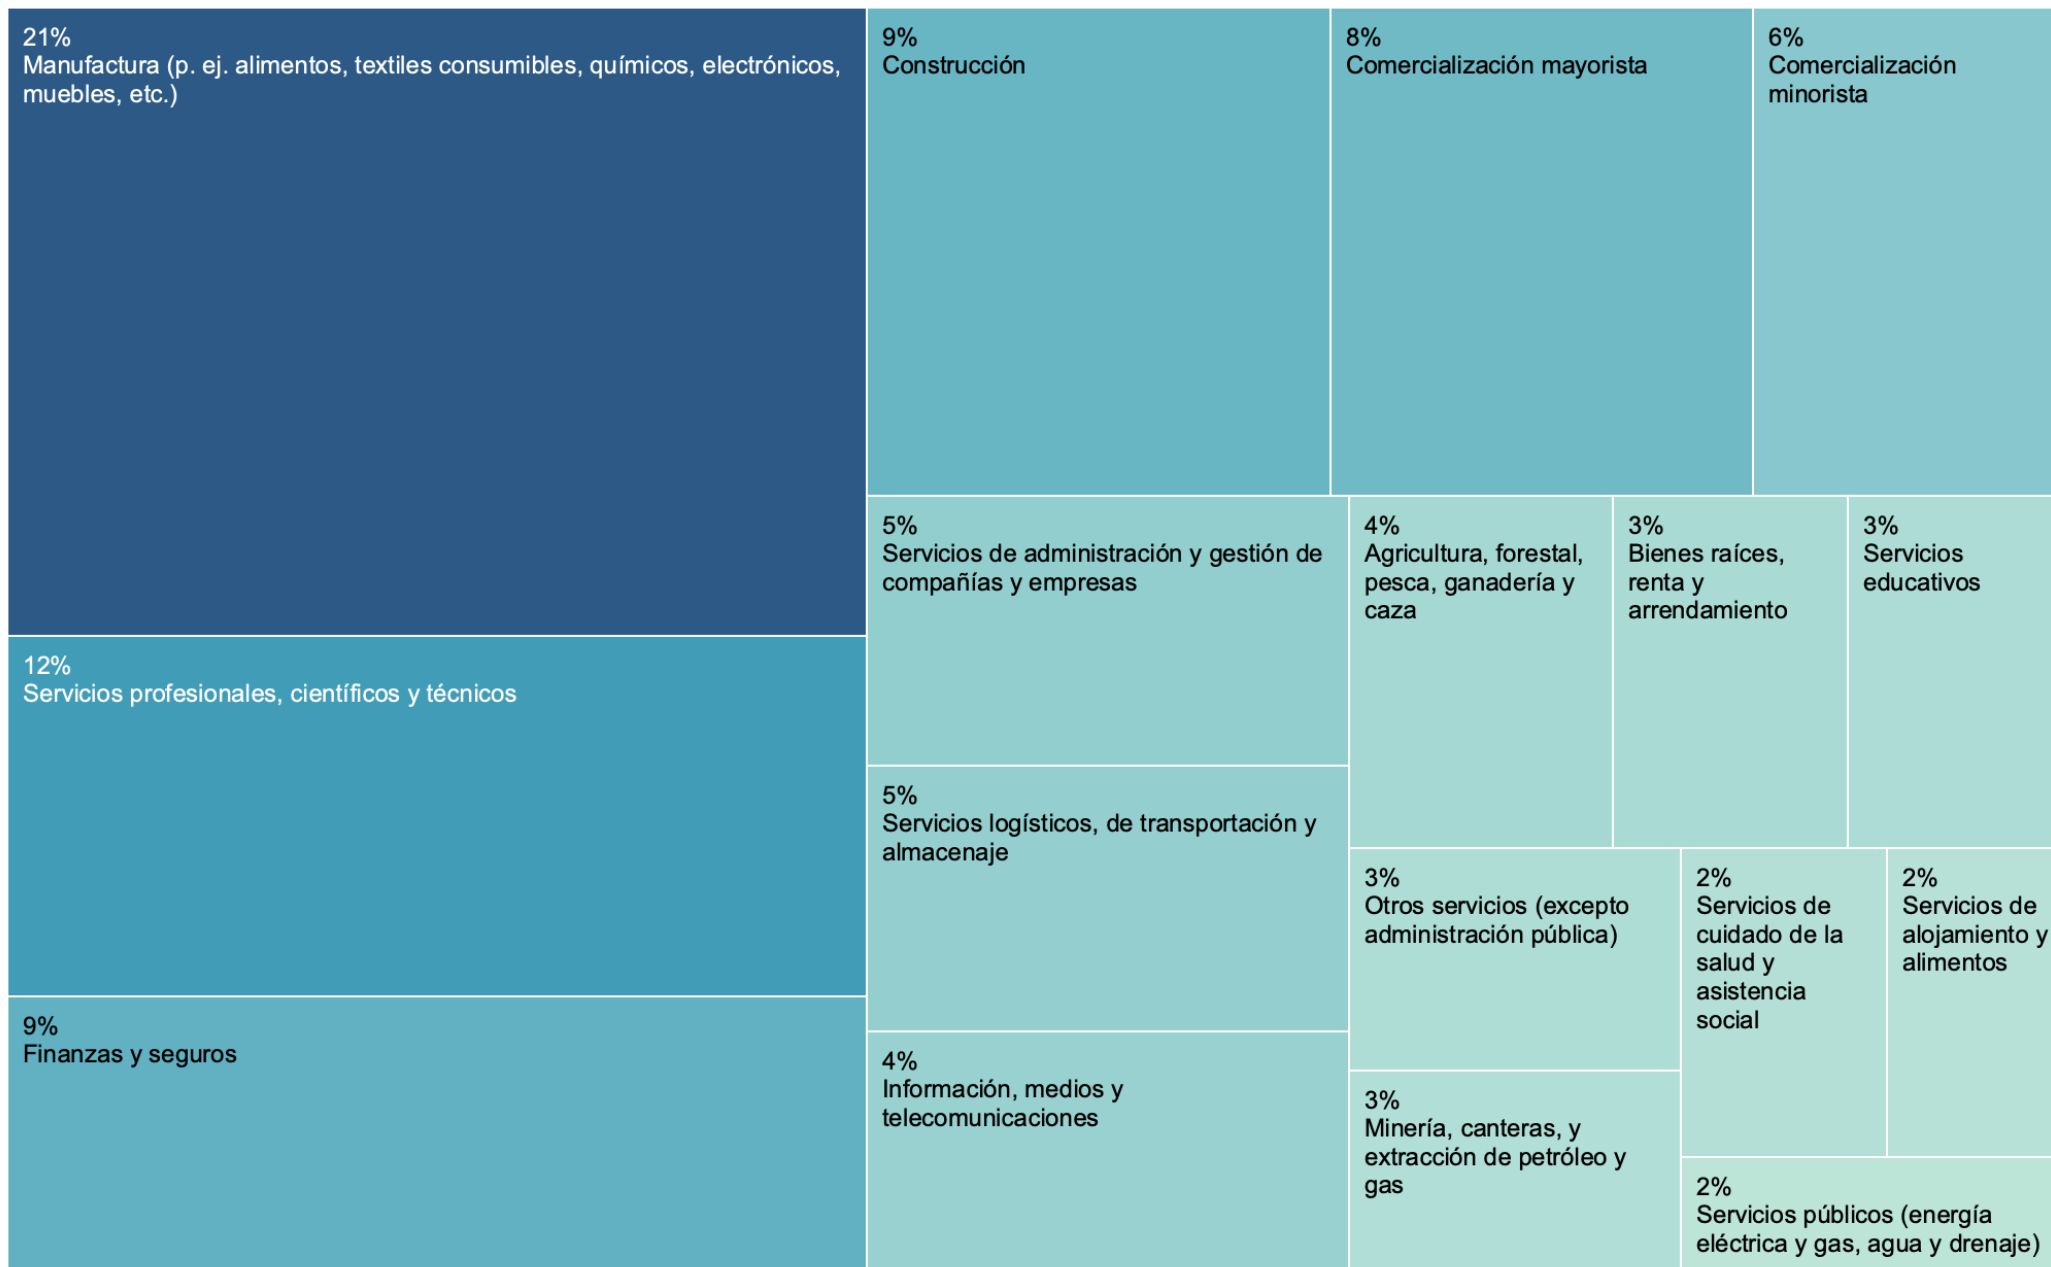 21%
Manufactura (p. ej. alimentos, textiles consumibles, químicos, electrónicos,
muebles, etc.)
12%
Servicios profesionales, científicos y técnicos
9%
Finanzas y seguros
9%
Construcción
8%
Comercialización mayorista
6%
Comercialización
minorista
5%
Servicios de administración y gestión de
compañías y empresas
5%
Servicios logísticos, de transportación y
almacenaje
4%
Información, medios y
telecomunicaciones
4%
Agricultura, forestal,
pesca, ganadería y
caza
3%
Bienes raíces,
renta y
arrendamiento
3%
Servicios
educativos
3%
Otros servicios (excepto
administración pública)
3%
Minería, canteras, y
extracción de petróleo y
gas
2%
Servicios de
cuidado de la
salud y
asistencia
social
2%
Servicios de
alojamiento y
alimentos
2%
Servicios públicos (energía
eléctrica y gas, agua y drenaje)